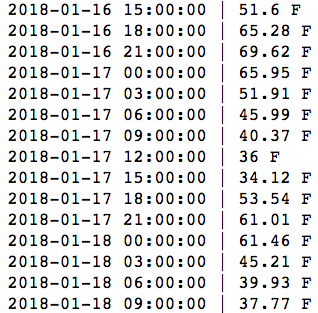 2018-01-16 15:00:00 | 51.6 F
2018-01-16 18:00:00 | 65.28 F
2018-01-16 21:00:00 | 69.62 F
2018-01-17 00:00:00 | 65.95 F
2018-01-17 03:00:00 | 51.91 F
2018-01-17 06:00:00 | 45.99 F
2018-01-17 09:00:00 | 40.37 F
2018-01-17 12:00:00 | 36 F
2018-01-17 15:00:00 | 34.12 F
2018-01-17 18:00:00 | 53.54 F
2018-01-17 21:00:00 | 61.01 F
2018-01-18 00:00:00 | 61.46 F
2018-01-18 03:00:00 | 45.21 F
2018-01-18 06:00:00 | 39.93 F
2018-01-18 09:00:00 | 37.77 F